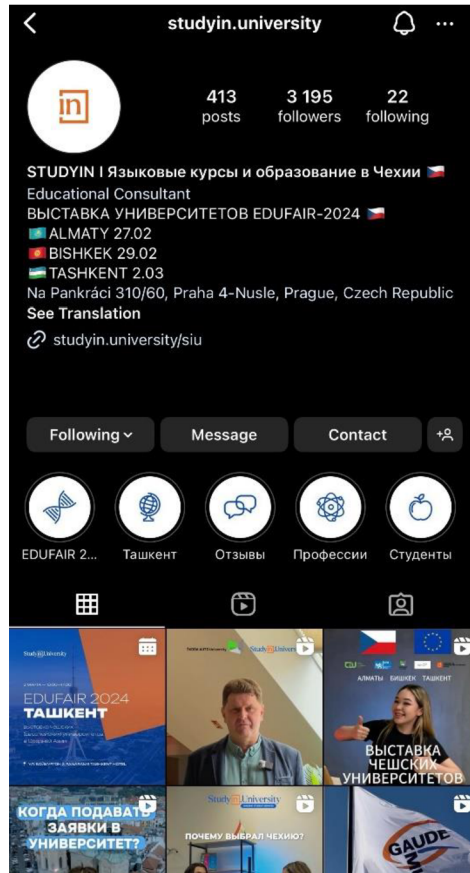 studyin.university
in
413
3 195
22
posts
followers
following
STUDYIN I Языковые курсы и образование в Чехии
Educational Consultant
ВЫСТАВКА УНИВЕРСИТЕТОВ EDUFAIR-2024
ALMATY 27.02
BISHKEK 29.02
TASHKENT 2.03
Na Pankráci 310/60, Praha 4-Nusle, Prague, Czech Republic
See Translation
studyin.university/siu
Following
Message
Contact
EDUFAIR 2...
Ташкент
Отзывы
Профессии
Студенты
StudyinUniversity
EDUFAIR 2024
ТАШКЕНТ
АЛМАТЫ БИШКЕК ТАШКЕНТ
ВЫСТАВКА
ЧЕШСКИХ
УНИВЕРСИТЕТОВ
КОГДА ПОДАВАТЬ
ЗАЯВКИ В
УНИВЕРСИТЕТ?
StudyinUniversity
ПОЧЕМУ ВЫБРАЛ ЧЕХИЮ?
GAUDE